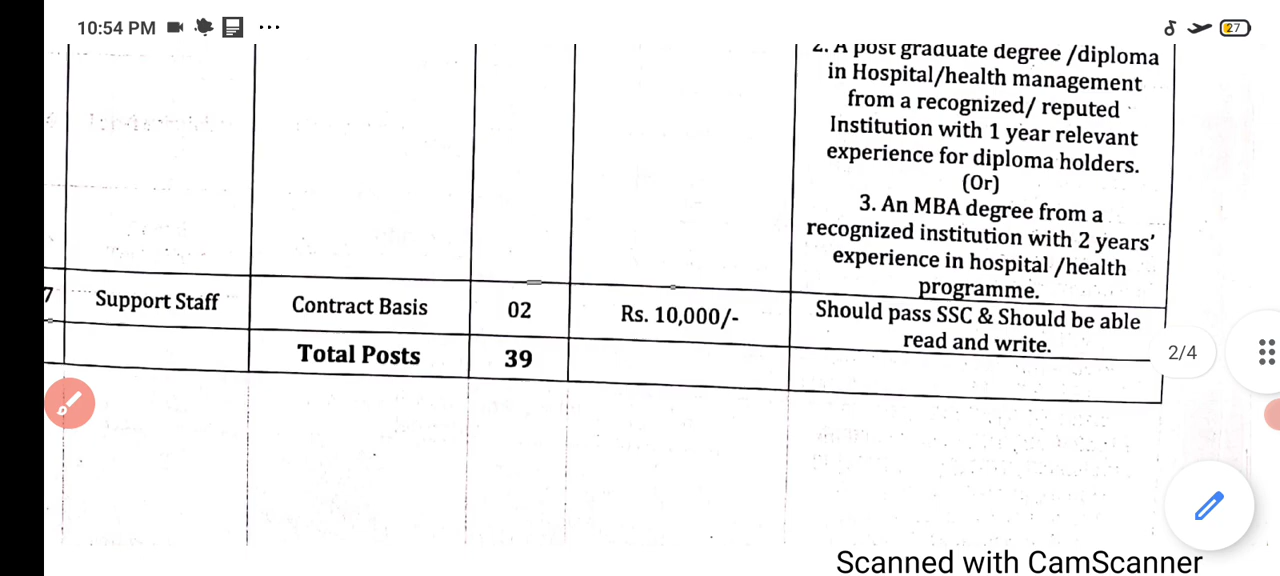 10:54 PM
27
2. A post graduate degree /diploma
in Hospital/health management
from a recognized/ reputed
Institution with 1 year relevant
experience for diploma holders.
(Or)
3. An MBA degree from a
recognized institution with 2 years’
experience in hospital /health
programme.
7 Support Staff Contract Basis 02 Rs. 10,000/- Should pass SSC & Should be able
read and write.
Total Posts 39
2/4
Scanned with CamScanner